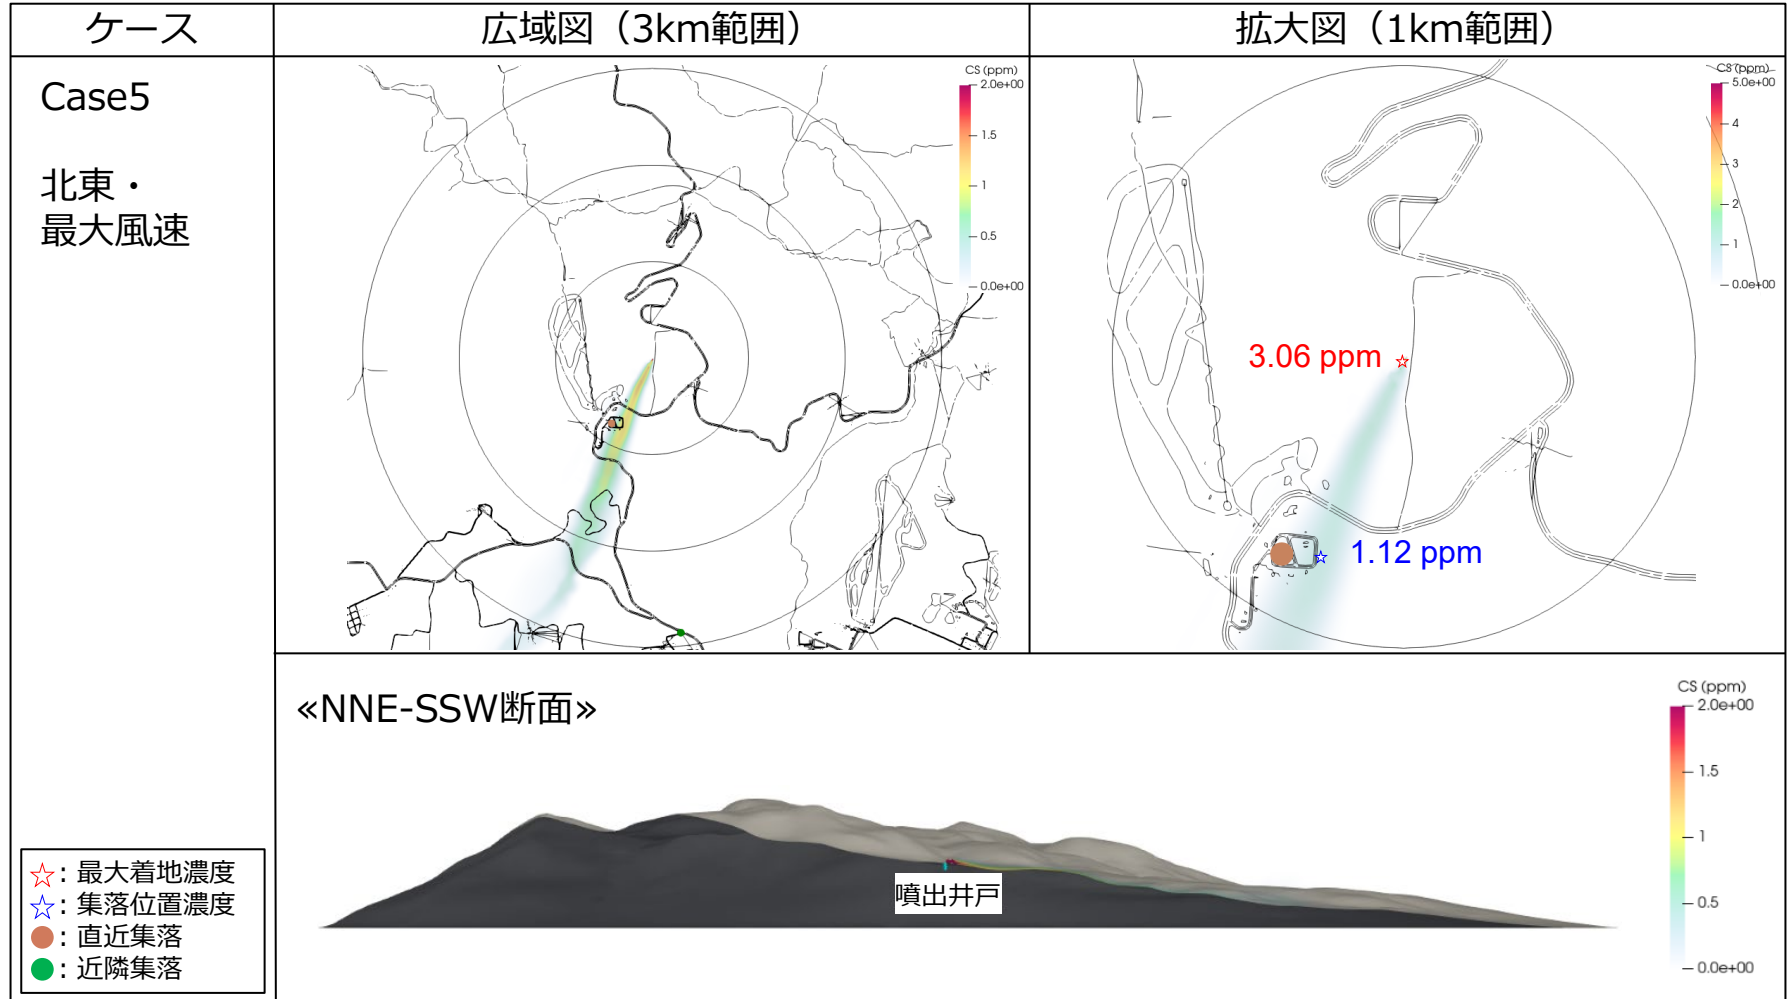 ケース
広域図（3km範囲）
拡大図（1km範囲）
Case5
北東・
最大風速
CS (ppm)
2.0e+00
1.5
1
0.5
0.0e+00
CS (ppm)
5.0e+00
4
3
2
1
0.0e+00
3.06 ppm
1.12 ppm
«NNE-SSW断面»
噴出井戸
CS (ppm)
2.0e+00
1.5
1
0.5
0.0e+00
☆: 最大着地濃度
☆: 集落位置濃度
●: 直近集落
●: 近隣集落